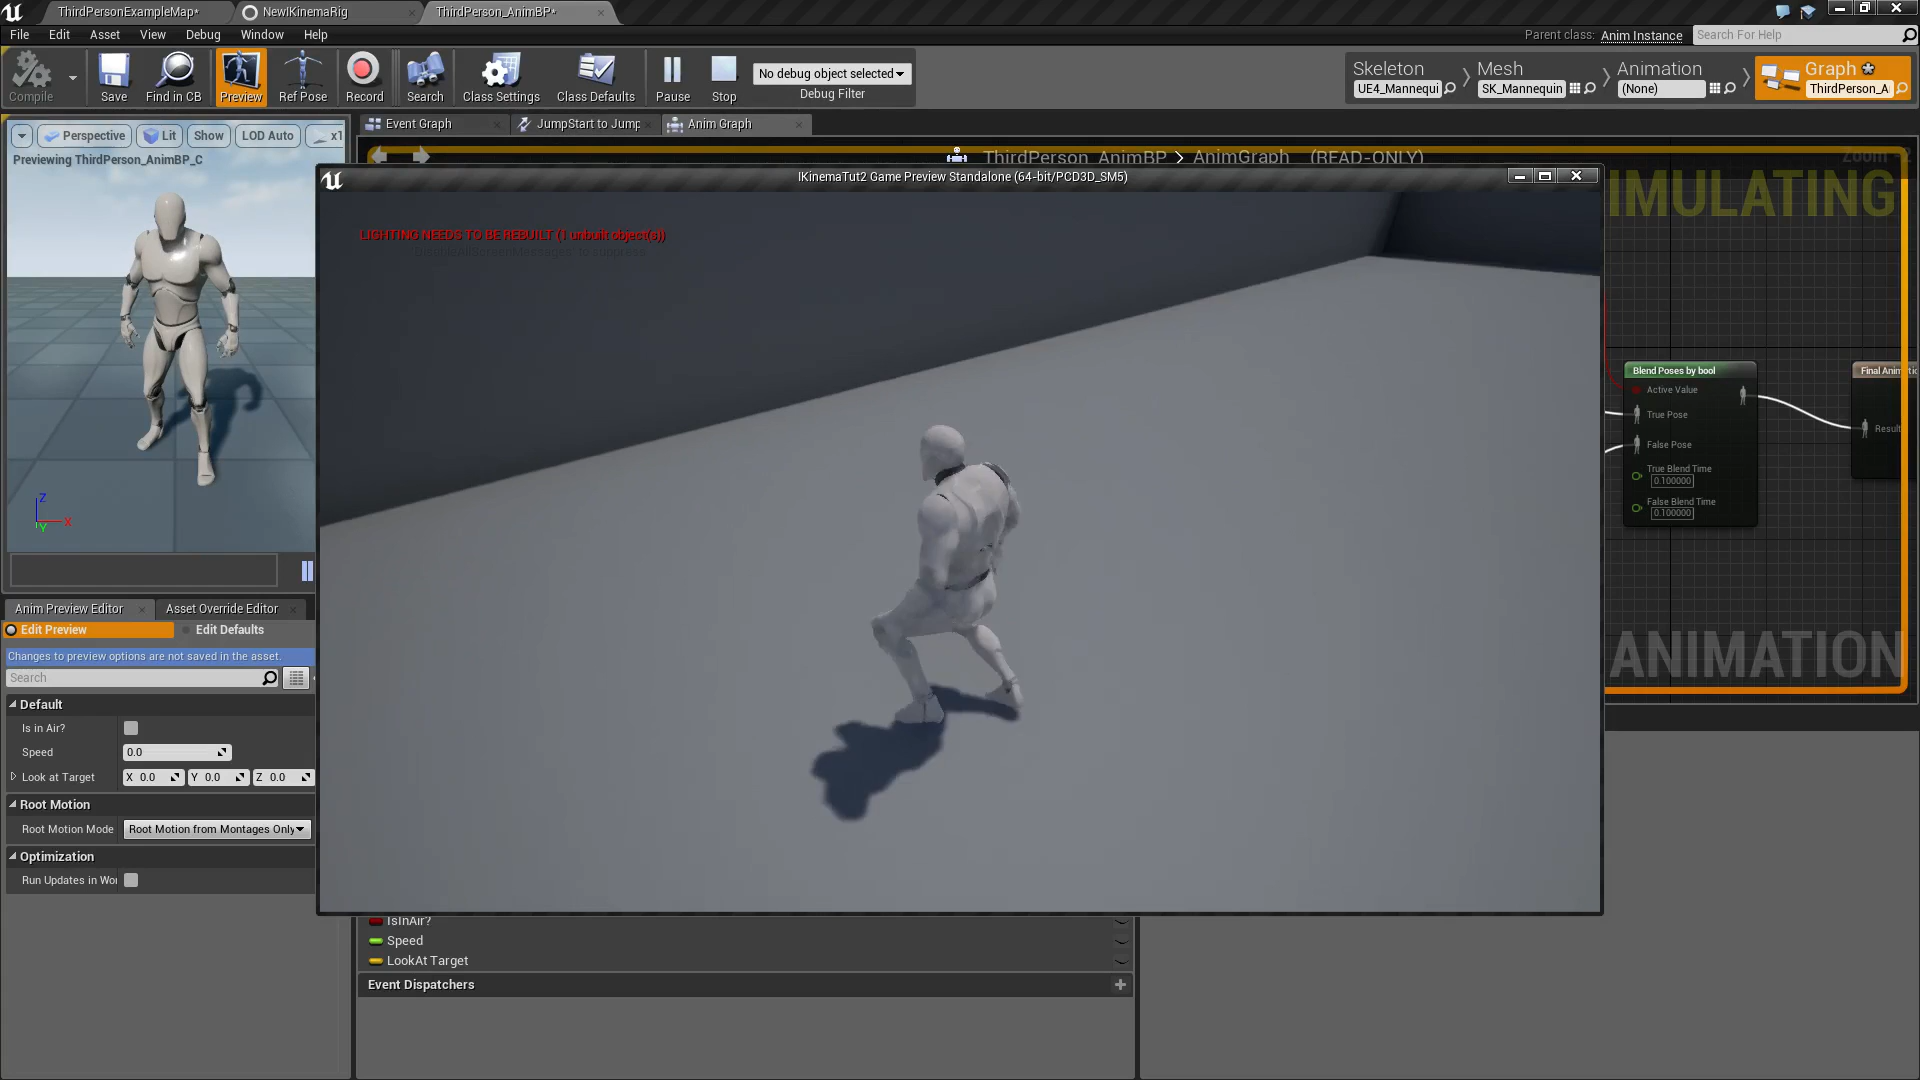 ThirdPersonExampleMap*
NewIKinemaRig
ThirdPerson_AnimBP*
File Edit Asset View Debug Window Help
Parent class: Anim Instance
Search For Help
Compile Save Find in CB Preview Ref Pose Record Search Class Settings Class Defaults Pause Stop
No debug object selected
Debug Filter
Skeleton
UE4_Mannequi
Mesh
SK_Mannequin
Animation
(None)
Graph
ThirdPerson_A
Perspective Lit Show LOD Auto x1
Previewing ThirdPerson_AnimBP_C
Event Graph
JumpStart to Jump
Anim Graph
ThirdPerson_AnimBP > AnimGraph (READ-ONLY)
Zoom -2
IMULATING
IKinemaTut2 Game Preview Standalone (64-bit/PCD3D_SM5)
LIGHTING NEEDS TO BE REBUILT (1 unbuilt object(s))
'DisableAllScreenMessages' to suppress
Blend Poses by bool
Active Value
True Pose
False Pose
True Blend Time
0.100000
False Blend Time
0.100000
Result
ANIMATION
Z
X
Y
Anim Preview Editor
Asset Override Editor
Edit Preview
Edit Defaults
Changes to preview options are not saved in the asset.
Search
Default
Is in Air?
Speed 0.0
Look at Target X 0.0 Y 0.0 Z 0.0
Root Motion
Root Motion Mode Root Motion from Montages Only
Optimization
Run Updates in Wor
IsInAir?
Speed
LookAt Target
Event Dispatchers